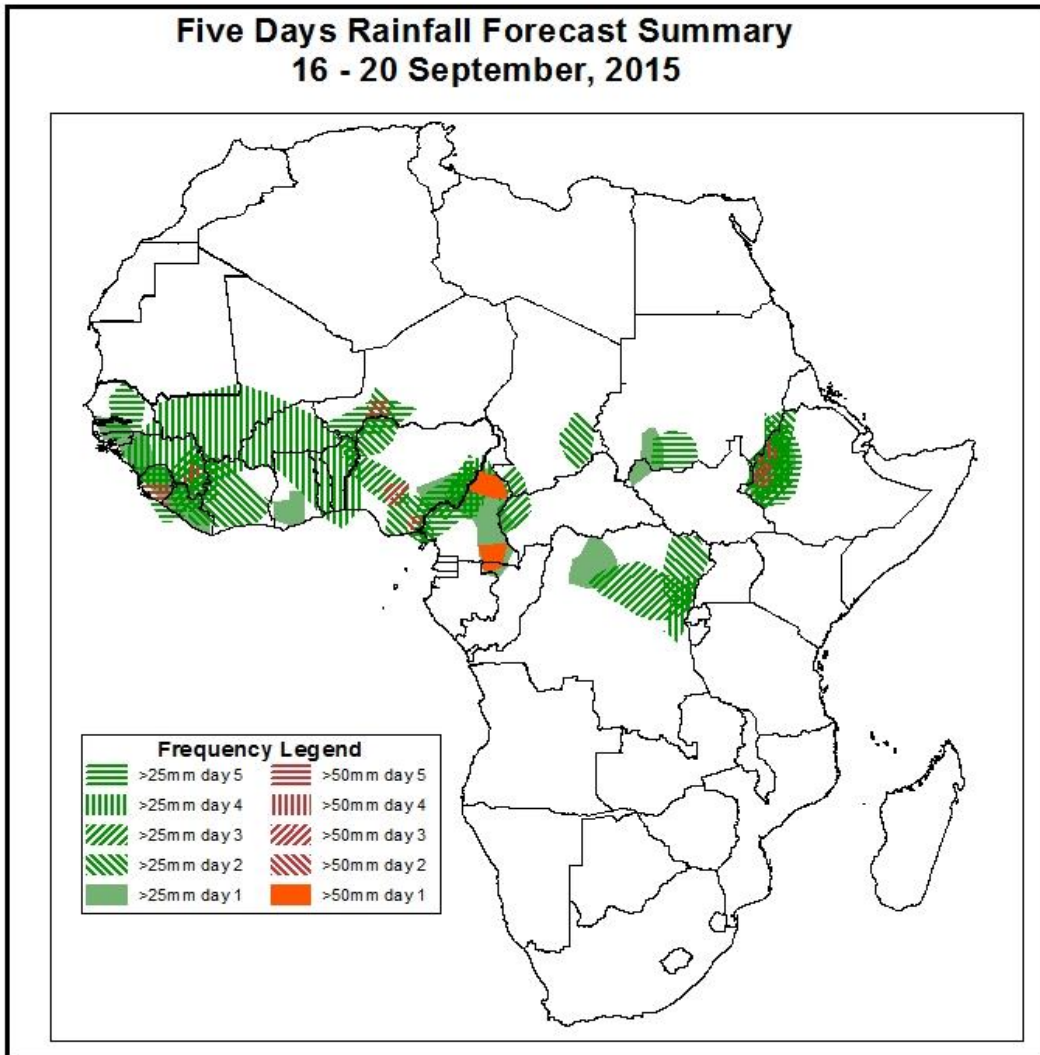 Five Days Rainfall Forecast Summary
16 - 20 September, 2015
Frequency Legend
>25mm day 5 >50mm day 5
>25mm day 4 >50mm day 4
>25mm day 3 >50mm day 3
>25mm day 2 >50mm day 2
>25mm day 1 >50mm day 1